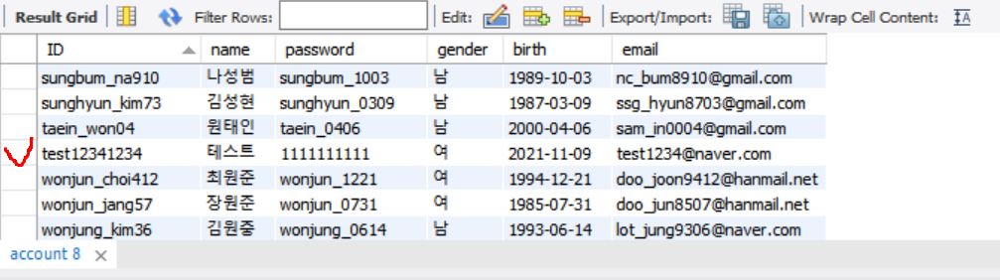 Result Grid Filter Rows: Edit: Export/Import: Wrap Cell Content: IA
ID name password gender birth email
sungbum_na910 나성범 sungbum_1003 남 1989-10-03 nc_bum8910@gmail.com
sunghyun_kim73 김성현 sunghyun_0309 남 1987-03-09 ssg_hyun8703@gmail.com
taein_won04 원태인 taein_0406 남 2000-04-06 sam_in0004@gmail.com
test12341234 테스트 1111111111 여 2021-11-09 test1234@naver.com
wonjun_choi412 최원준 wonjun_1221 여 1994-12-21 doo_joon9412@hanmail.net
wonjun_jang57 장원준 wonjun_0731 여 1985-07-31 doo_jun8507@hanmail.net
wonjung_kim36 김원중 wonjung_0614 남 1993-06-14 lot_jung9306@naver.com
account 8